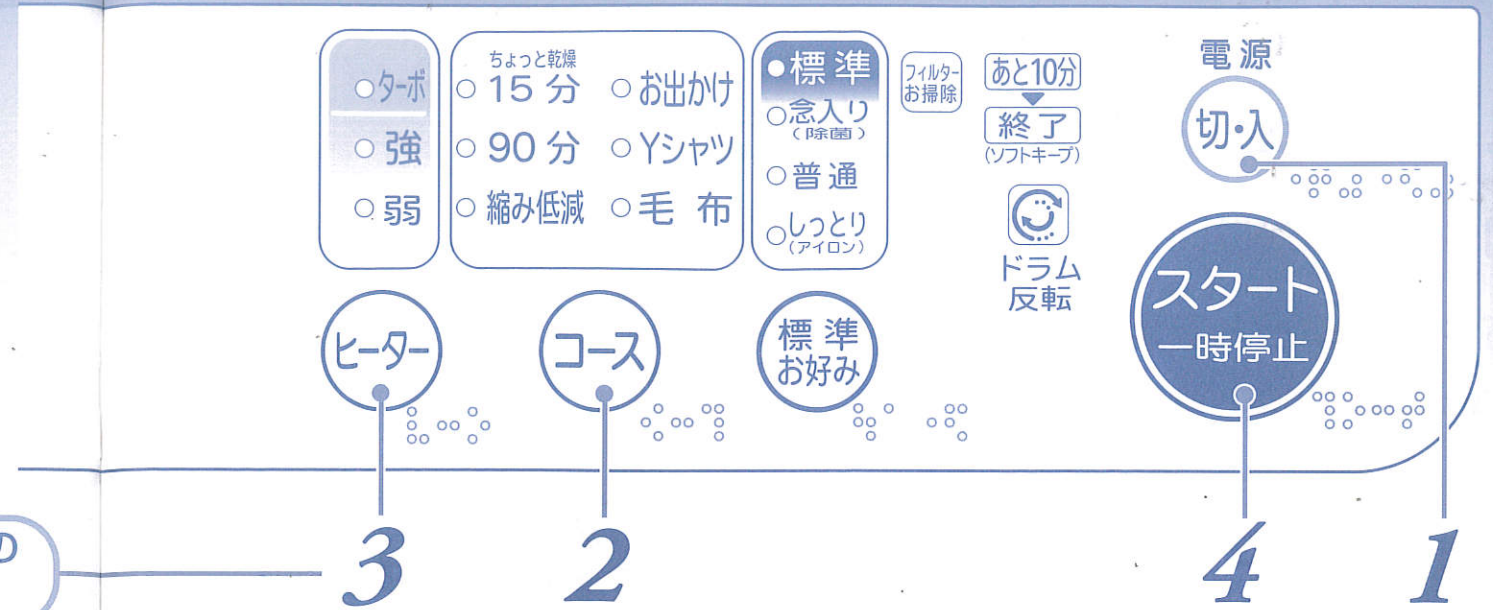 ターボ
強
弱
ちょっと乾燥
15分
90分
縮み低減
お出かけ
Yシャツ
毛布
標準
念入り
(除菌)
普通
しっとり
(アイロン)
フィルター
お掃除
あと10分
終了
(ソフトキープ)
ドラム
反転
電源
切・入
ヒーター
コース
標準
お好み
スタート
一時停止
3
2
4
1
の